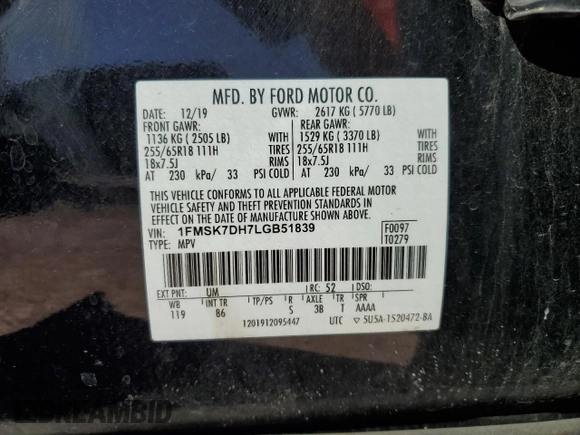 MFD. BY FORD MOTOR CO.
DATE: 12/19 GVWR: 2617 KG ( 5770 LB)
FRONT GAWR: REAR GAWR:
1136 KG ( 2505 LB) WITH 1529 KG ( 3370 LB) WITH
255/65R18 111H TIRES 255/65R18 111H TIRES
18x7.5J RIMS 18x7.5J RIMS
AT 230 kPa/ 33 PSI COLD AT 230 kPa/ 33 PSI COLD
THIS VEHICLE CONFORMS TO ALL APPLICABLE FEDERAL MOTOR
VEHICLE SAFETY AND THEFT PREVENTION STANDARDS IN
EFFECT ON THE DATE OF MANUFACTURE SHOWN ABOVE.
VIN: 1FMSK7DH7LGB51839 F0097
TYPE: MPV T0279
EXT PNT: UM RC: 52 DSO:
WB INT TR TP/PS R AXLE TR SPR
119 86 S 3B T AAAA
1201912095447 UTC ▽ 5U5A-1520472-BA
DREAMBID